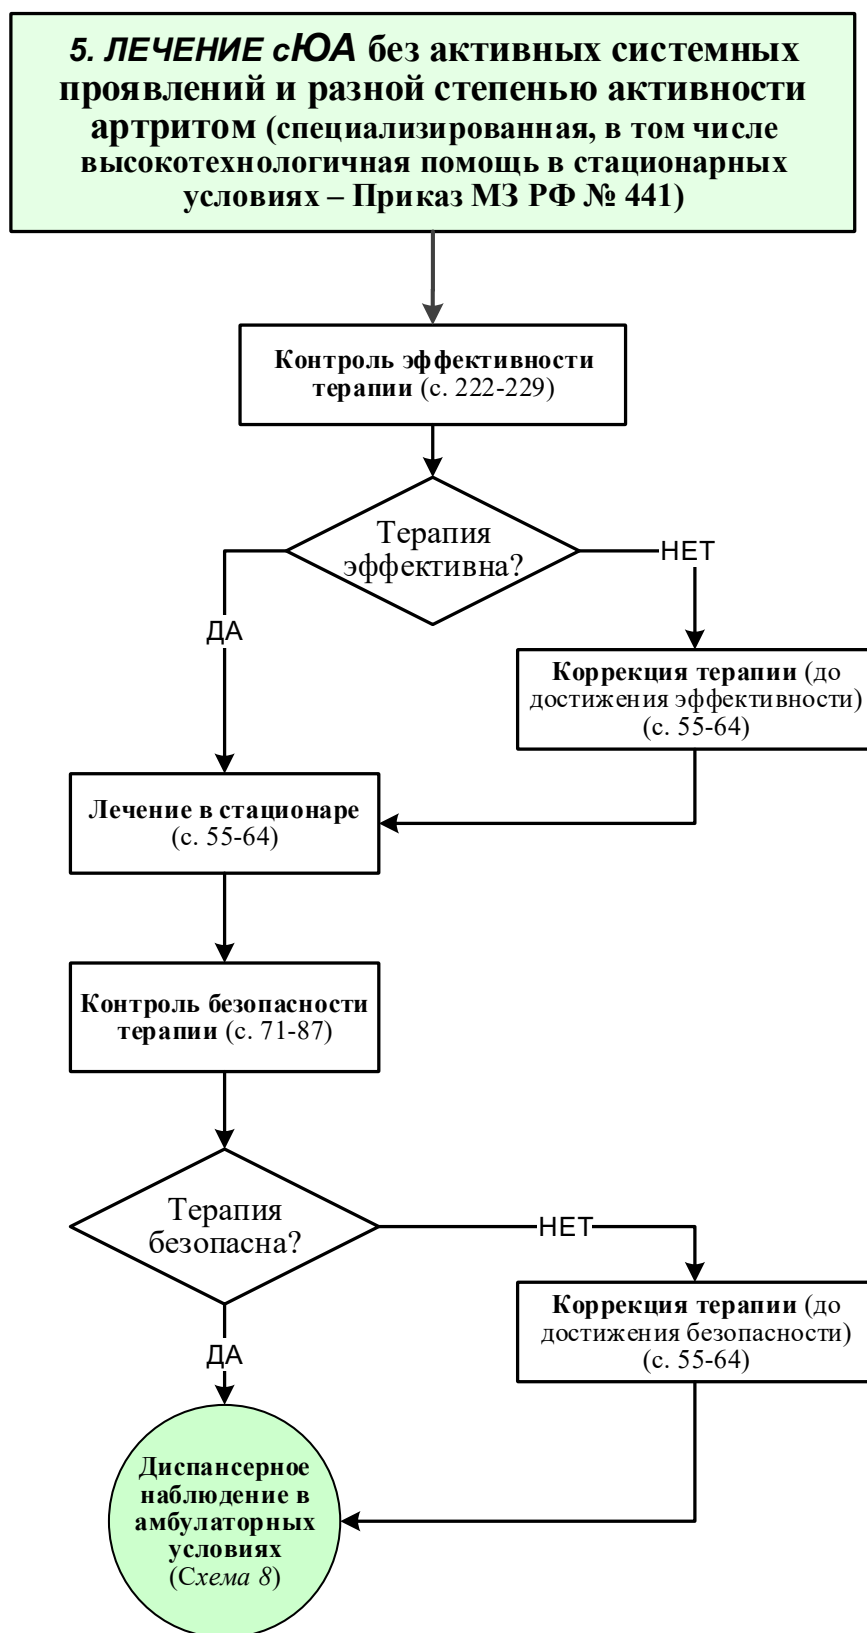 5. ЛЕЧЕНИЕ сЮА без активных системных
проявлений и разной степенью активности
артритом (специализированная, в том числе
высокотехнологичная помощь в стационарных
условиях – Приказ МЗ РФ № 441)
Контроль эффективности
терапии (с. 222-229)
Терапия
эффективна?
НЕТ
ДА
Коррекция терапии (до
достижения эффективности)
(с. 55-64)
Лечение в стационаре
(с. 55-64)
Контроль безопасности
терапии (с. 71-87)
Терапия
безопасна?
НЕТ
Коррекция терапии (до
достижения безопасности)
(с. 55-64)
ДА
Диспансерное
наблюдение в
амбулаторных
условиях
(Схема 8)